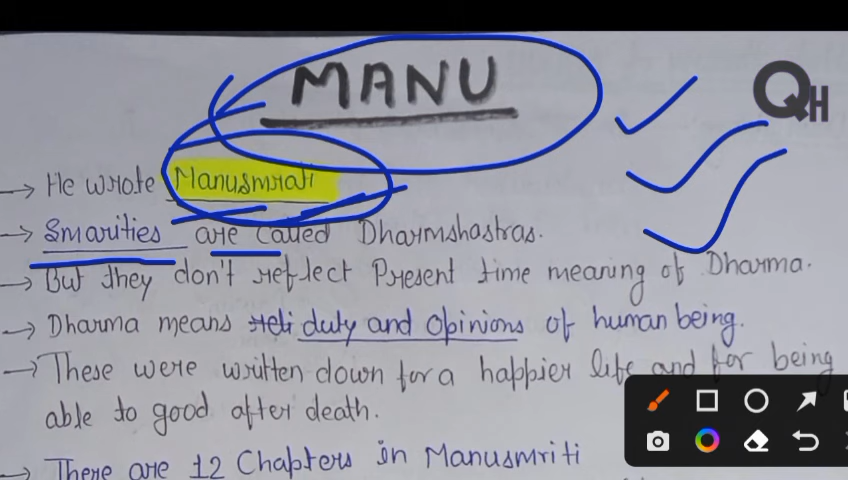 MANU
QH
→ He wrote Manusmrati
→ Smarities are called Dharmshastras.
→ But they don't reflect Present time meaning of Dharma.
→ Dharma means reli duty and Opinions of human being.
→ These were written down for a happier life and for being
able to good after death.
→ There are 12 Chapters in Manusmriti